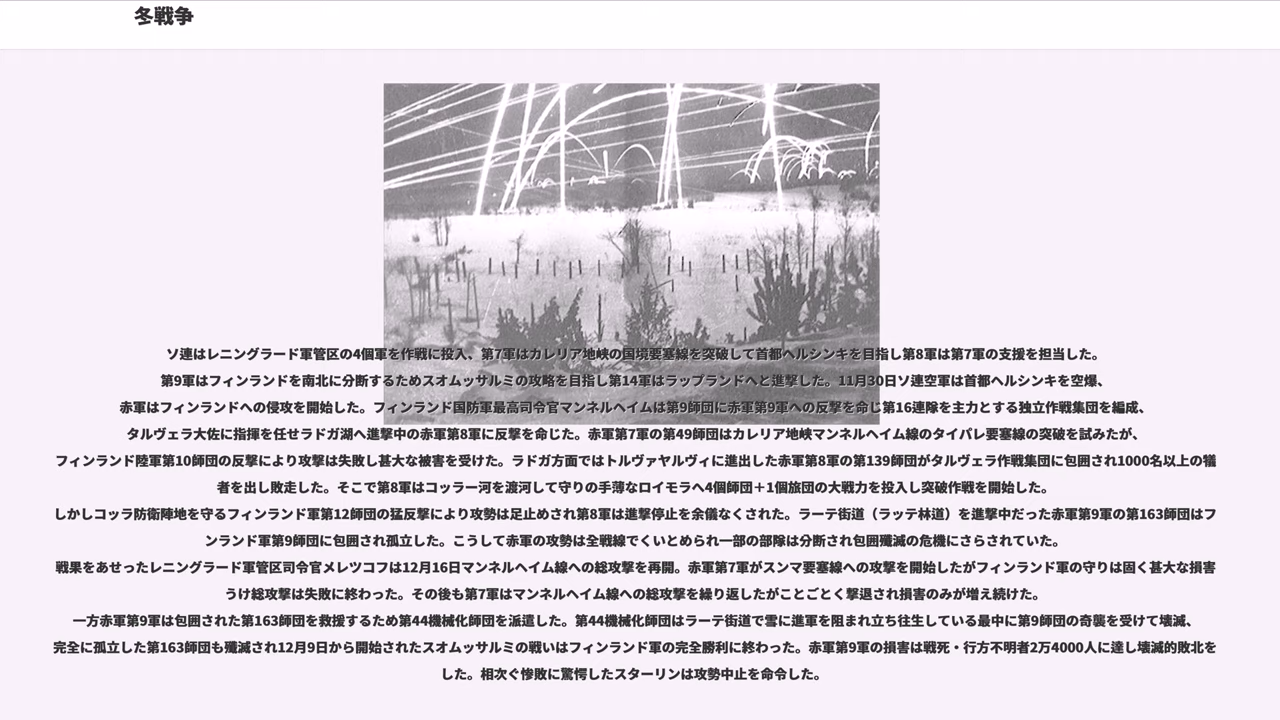 冬戦争
ソ連はレニングラード軍管区の4個軍を作戦に投入、第7軍はカレリア地峡の国境要塞線を突破して首都ヘルシンキを目指し第8軍は第7軍の支援を担当した。
第9軍はフィンランドを南北に分断するためスオムッサルミの攻略を目指し第14軍はラップランドへと進撃した。11月30日ソ連空軍は首都ヘルシンキを空爆、
赤軍はフィンランドへの侵攻を開始した。フィンランド国防軍最高司令官マンネルヘイムは第9師団に赤軍第9軍への反撃を命じ第16連隊を主力とする独立作戦集団を編成、
タルヴェラ大佐に指揮を任せラドガ湖へ進撃中の赤軍第8軍に反撃を命じた。赤軍第7軍の第49師団はカレリア地峡マンネルヘイム線のタイパレ要塞線の突破を試みたが、
フィンランド陸軍第10師団の反撃により攻撃は失敗し甚大な被害を受けた。ラドガ方面ではトルヴァヤルヴィに進出した赤軍第8軍の第139師団がタルヴェラ作戦集団に包囲され1000名以上の犠
者を出し敗走した。そこで第8軍はコッラー河を渡河して守りの手薄なロイモラへ4個師団＋1個旅団の大戦力を投入し突破作戦を開始した。
しかしコッラ防衛陣地を守るフィンランド軍第12師団の猛反撃により攻勢は足止めされ第8軍は進撃停止を余儀なくされた。ラーテ街道（ラッテ林道）を進撃中だった赤軍第9軍の第163師団はフ
ンランド軍第9師団に包囲され孤立した。こうして赤軍の攻勢は全戦線でくいとめられ一部の部隊は分断され包囲殲滅の危機にさらされていた。
戦果をあせったレニングラード軍管区司令官メレツコフは12月16日マンネルヘイム線への総攻撃を再開。赤軍第7軍がスンマ要塞線への攻撃を開始したがフィンランド軍の守りは固く甚大な損害
うけ総攻撃は失敗に終わった。その後も第7軍はマンネルヘイム線への総攻撃を繰り返したがことごとく撃退され損害のみが増え続けた。
一方赤軍第9軍は包囲された第163師団を救援するため第44機械化師団を派遣した。第44機械化師団はラーテ街道で雪に進軍を阻まれ立ち往生している最中に第9師団の奇襲を受けて壊滅、
完全に孤立した第163師団も殲滅され12月9日から開始されたスオムッサルミの戦いはフィンランド軍の完全勝利に終わった。赤軍第9軍の損害は戦死・行方不明者2万4000人に達し壊滅的敗北を
した。相次ぐ惨敗に驚愕したスターリンは攻勢中止を命令した。